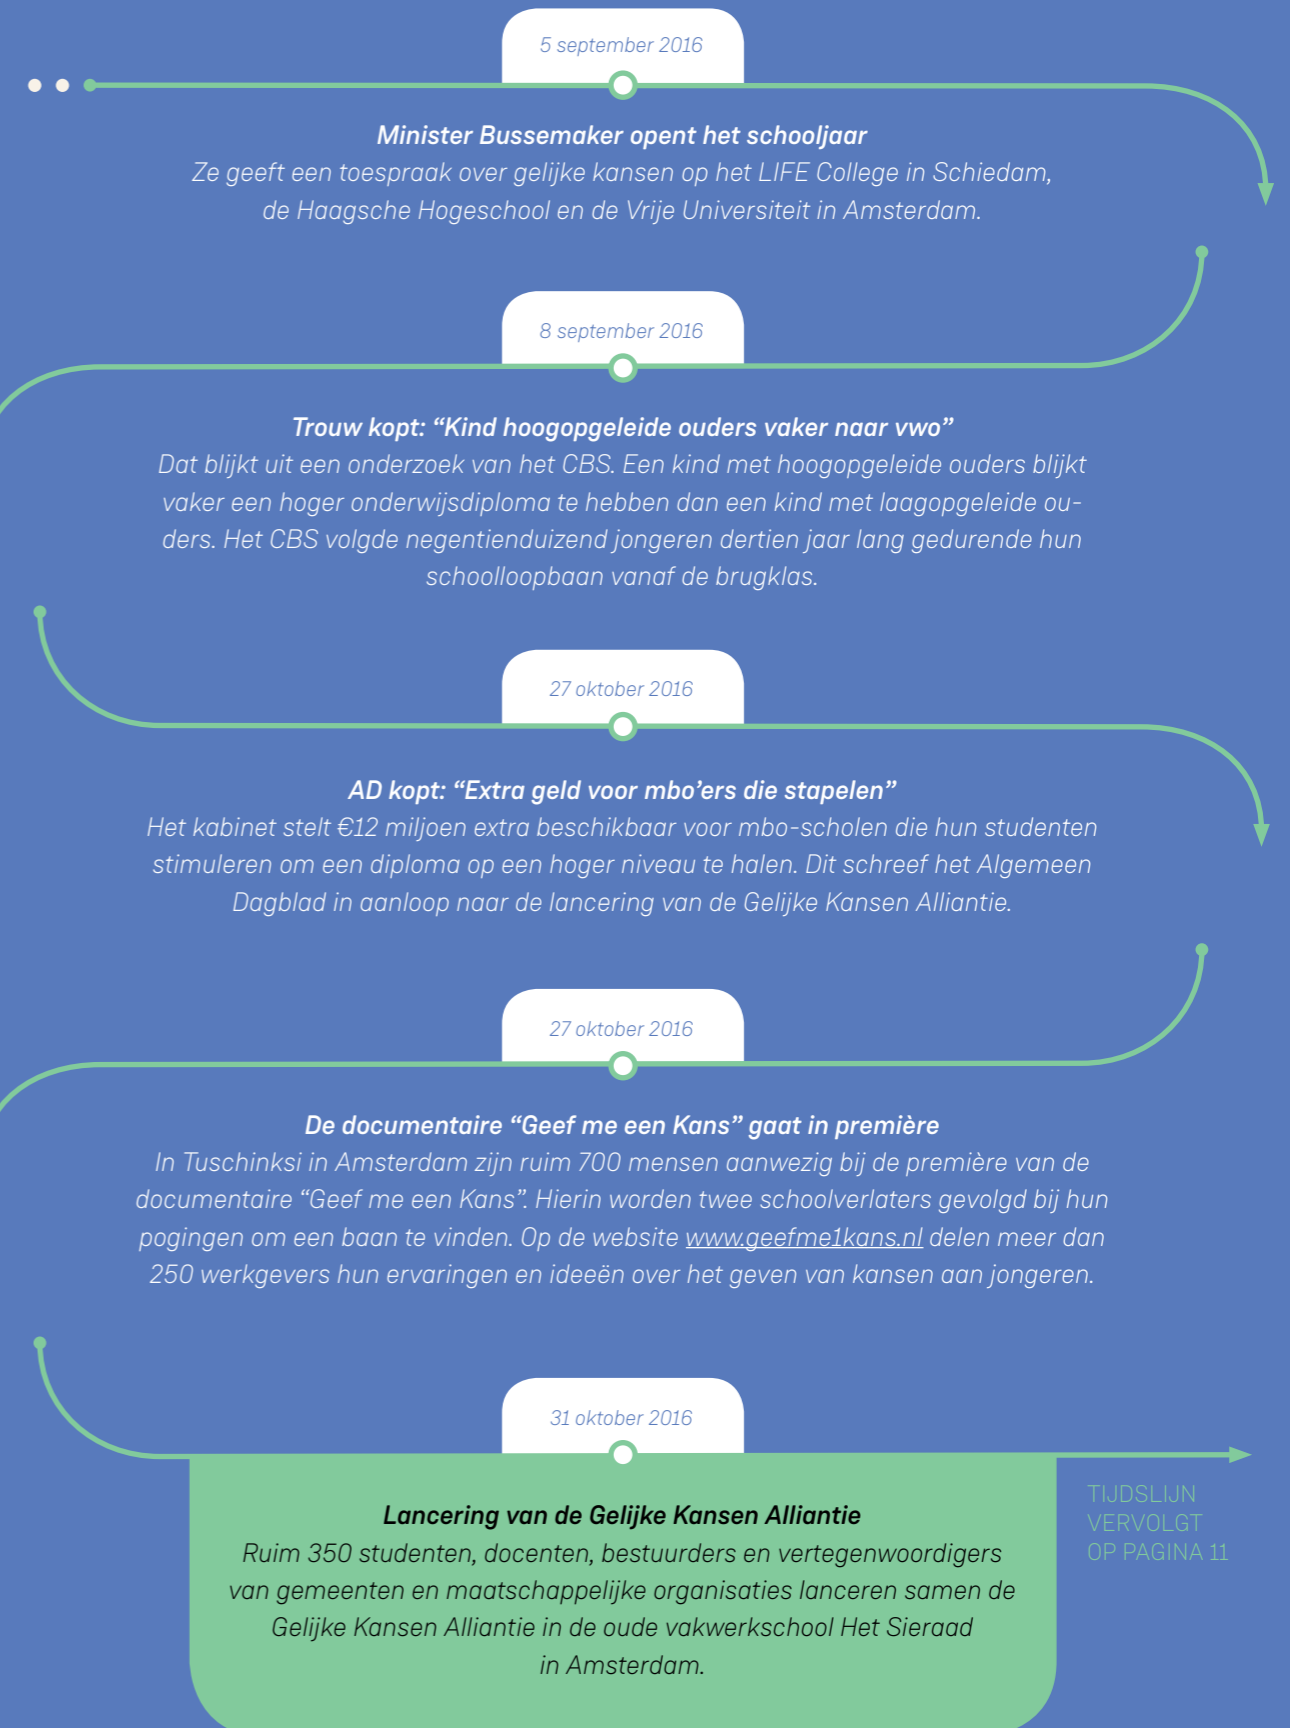 5 september 2016
Minister Bussemaker opent het schooljaar
Ze geeft een toespraak over gelijke kansen op het LIFE College in Schiedam,
de Haagsche Hogeschool en de Vrije Universiteit in Amsterdam.
8 september 2016
Trouw kopt: “Kind hoogopgeleide ouders vaker naar vwo”
Dat blijkt uit een onderzoek van het CBS. Een kind met hoogopgeleide ouders blijkt
vaker een hoger onderwijsdiploma te hebben dan een kind met laagopgeleide ou-
ders. Het CBS volgde negentienduizend jongeren dertien jaar lang gedurende hun
schoolloopbaan vanaf de brugklas.
27 oktober 2016
AD kopt: “Extra geld voor mbo’ers die stapelen”
Het kabinet stelt €12 miljoen extra beschikbaar voor mbo-scholen die hun studenten
stimuleren om een diploma op een hoger niveau te halen. Dit schreef het Algemeen
Dagblad in aanloop naar de lancering van de Gelijke Kansen Alliantie.
27 oktober 2016
De documentaire “Geef me een Kans” gaat in première
In Tuschinksi in Amsterdam zijn ruim 700 mensen aanwezig bij de première van de
documentaire “Geef me een Kans”. Hierin worden twee schoolverlaters gevolgd bij hun
pogingen om een baan te vinden. Op de website www.geefme1kans.nl delen meer dan
250 werkgevers hun ervaringen en ideeën over het geven van kansen aan jongeren.
31 oktober 2016
Lancering van de Gelijke Kansen Alliantie
Ruim 350 studenten, docenten, bestuurders en vertegenwoordigers
van gemeenten en maatschappelijke organisaties lanceren samen de
Gelijke Kansen Alliantie in de oude vakwerkschool Het Sieraad
in Amsterdam.
TIJDSLIJN
VERVOLGT
OP PAGINA 11